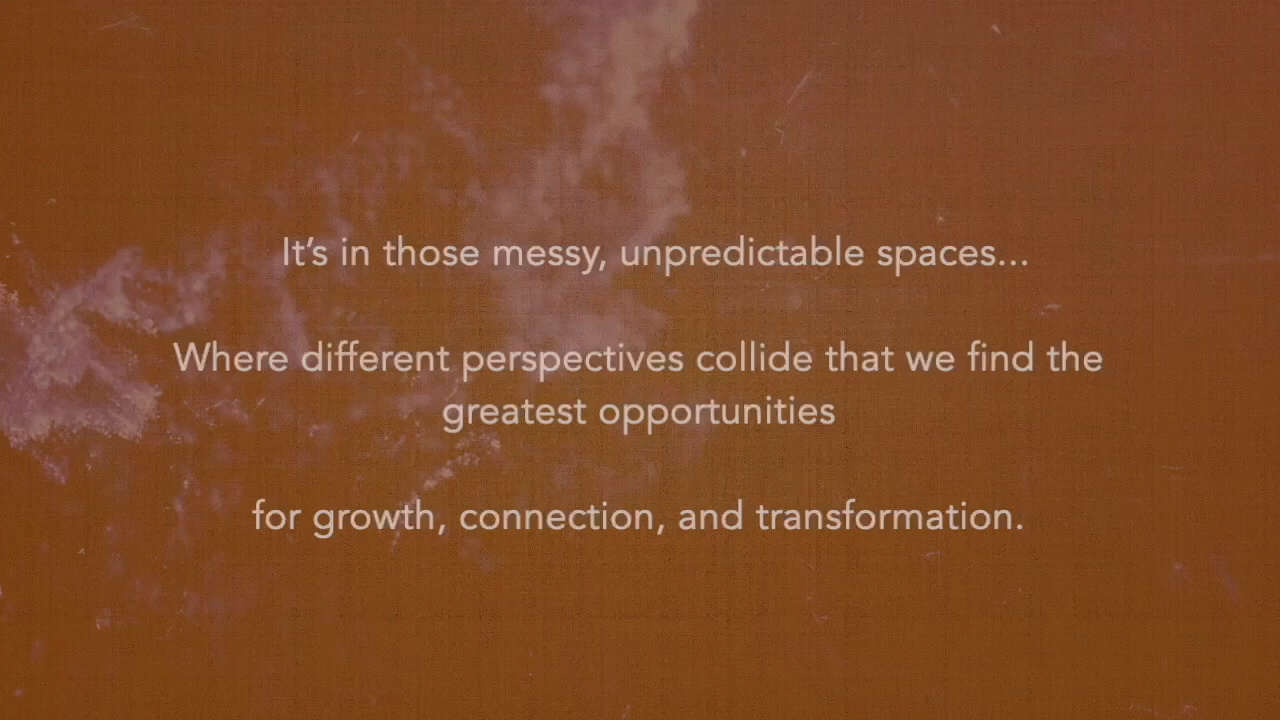 It’s in those messy, unpredictable spaces...
Where different perspectives collide that we find the
greatest opportunities
for growth, connection, and transformation.